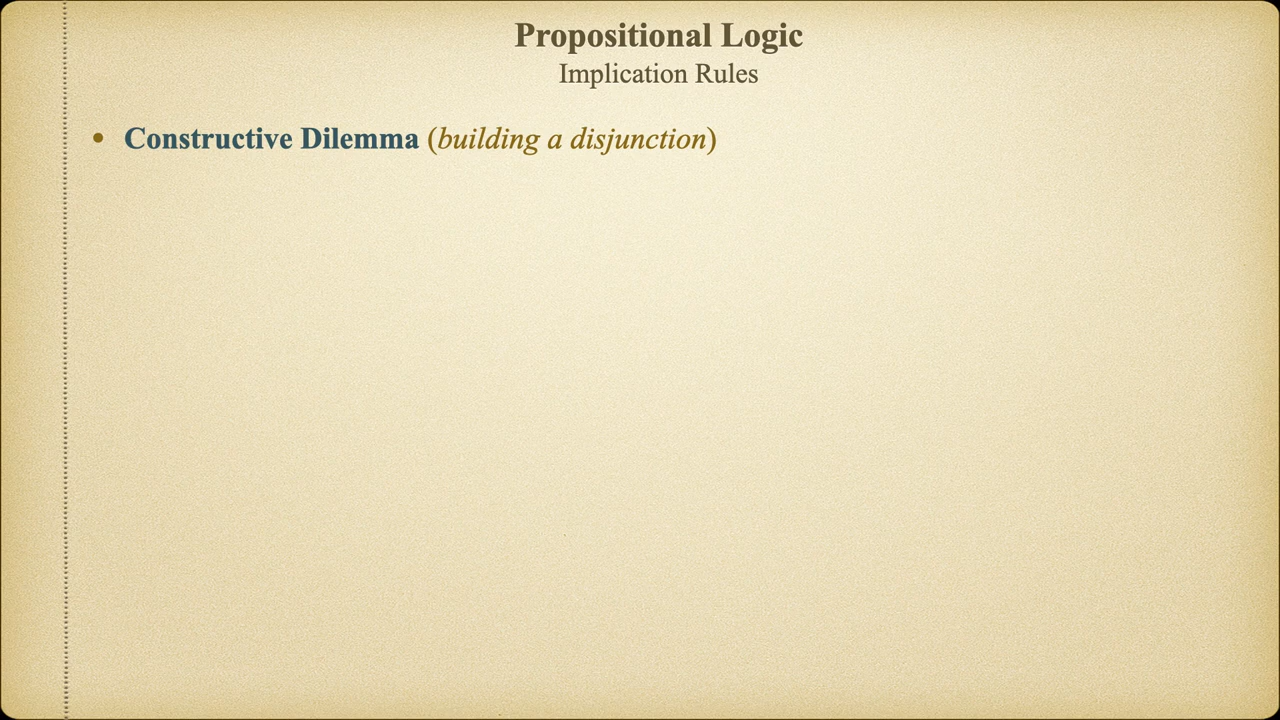 Propositional Logic
Implication Rules
• Constructive Dilemma (building a disjunction)